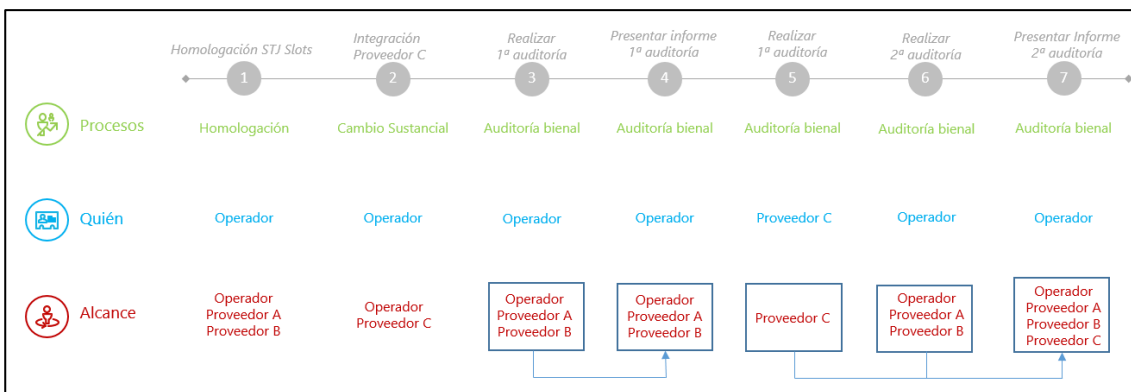 Homologación STJ Slots
Integración
Proveedor C
Realizar
1ª auditoría
Presentar informe
1ª auditoría
Realizar
1ª auditoría
Realizar
2ª auditoría
Presentar Informe
2ª auditoría
1
2
3
4
5
6
7
Procesos
Homologación
Cambio Sustancial
Auditoría bienal
Auditoría bienal
Auditoría bienal
Auditoría bienal
Auditoría bienal
Quién
Operador
Operador
Operador
Operador
Proveedor C
Operador
Operador
Alcance
Operador
Proveedor A
Proveedor B
Operador
Proveedor C
Operador
Proveedor A
Proveedor B
Operador
Proveedor A
Proveedor B
Proveedor C
Operador
Proveedor A
Proveedor B
Operador
Proveedor A
Proveedor B
Proveedor C